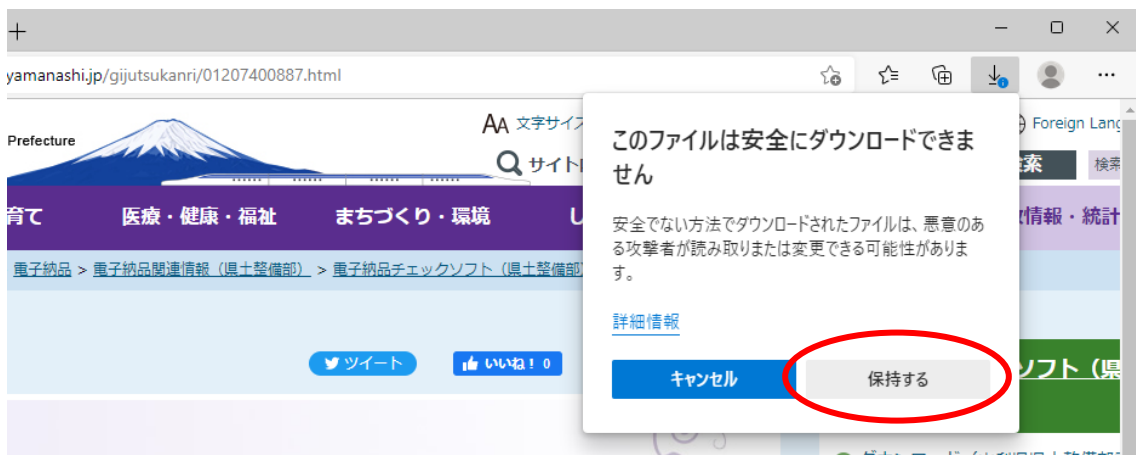 yamanashi.jp/gijutsukanri/01207400887.html
Prefecture
AA 文字サイズ
Foreign Lang
サイト
検索
育て
医療・健康・福祉
まちづくり・環境
し
情報・統計
電子納品 > 電子納品関連情報（県土整備部） > 電子納品チェックソフト（県土整備部）
ツイート
いいね！ 0
ソフト（県
このファイルは安全にダウンロードできま
せん
安全でない方法でダウンロードされたファイルは、悪意のあ
る攻撃者が読み取りまたは変更できる可能性がありま
す。
詳細情報
キャンセル
保持する